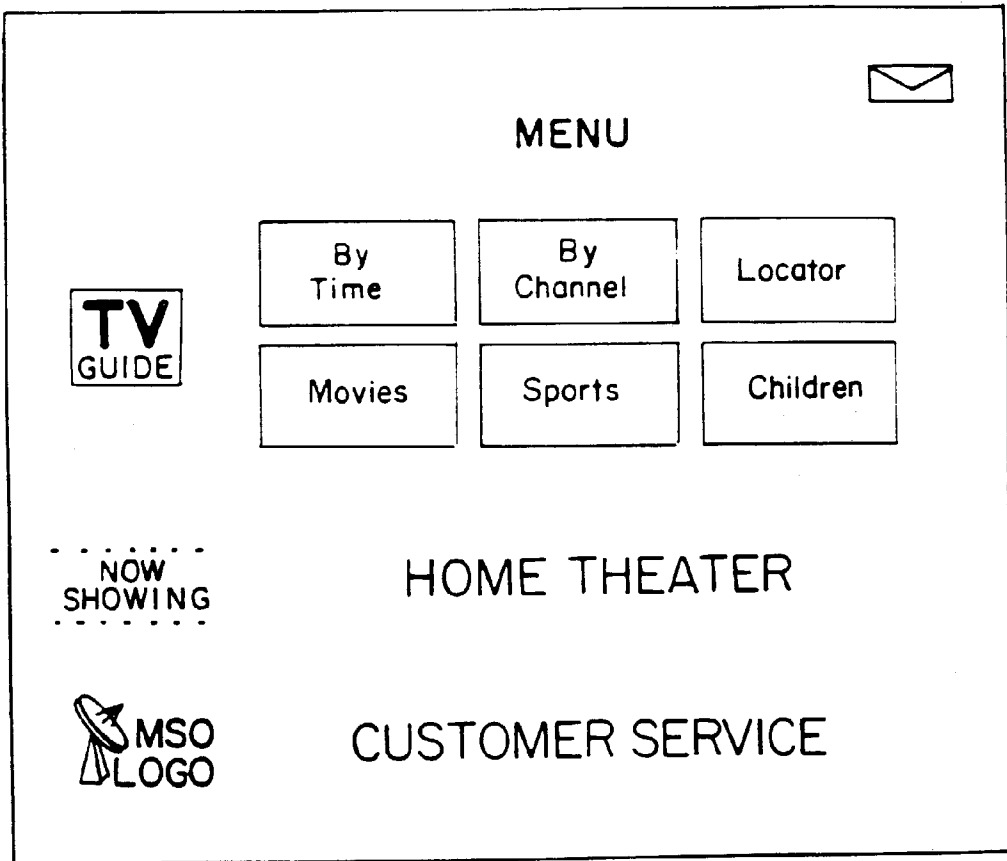 MENU
By
Time
By
Channel
Locator
TV
GUIDE
Movies
Sports
Children
NOW
SHOWING
HOME THEATER
MSO
LOGO
CUSTOMER SERVICE